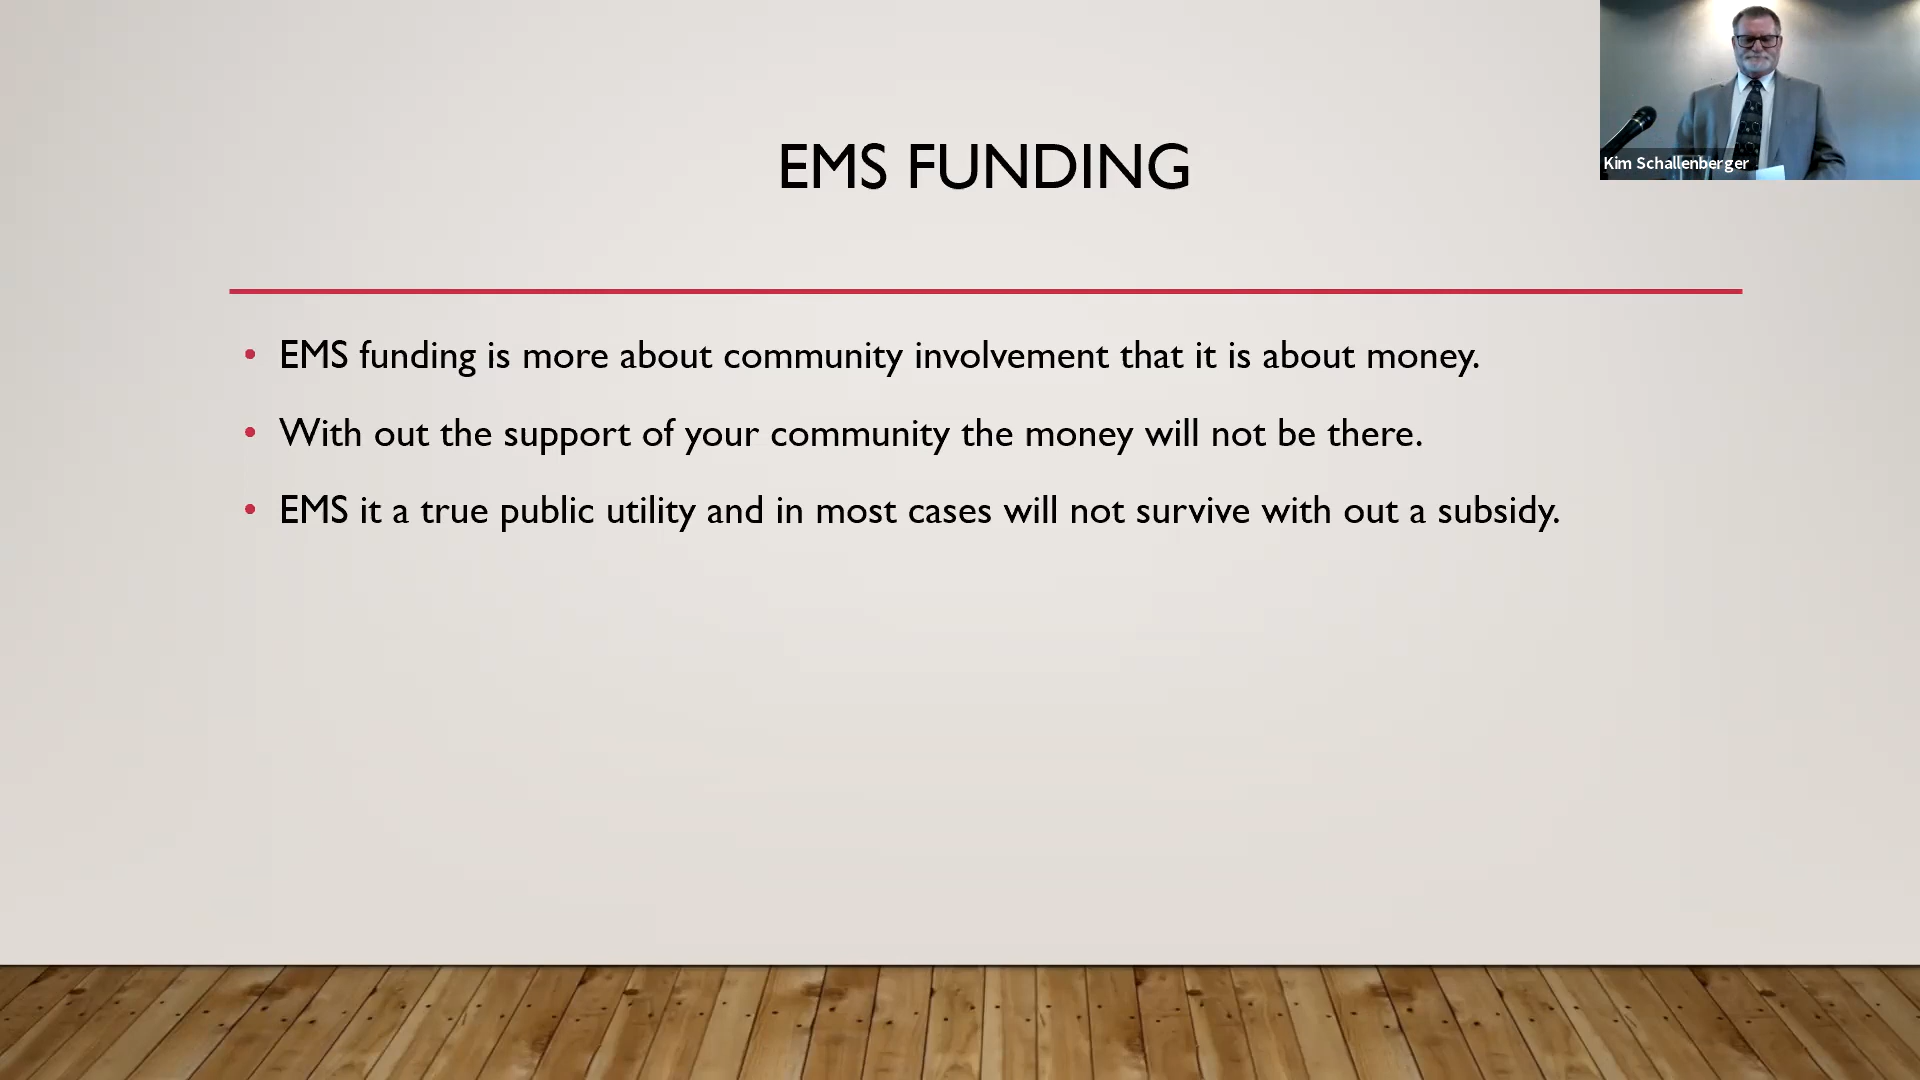 EMS FUNDING
Kim Schallenberger
• EMS funding is more about community involvement that it is about money.
• With out the support of your community the money will not be there.
• EMS it a true public utility and in most cases will not survive with out a subsidy.